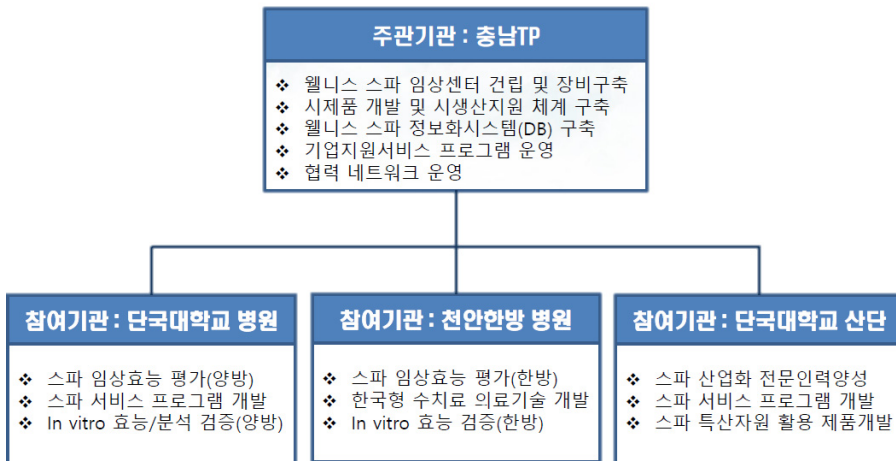 주관기관 : 충남TP
❖ 웰니스 스파 임상센터 건립 및 장비구축
❖ 시제품 개발 및 시생산지원 체계 구축
❖ 웰니스 스파 정보화시스템(DB) 구축
❖ 기업지원서비스 프로그램 운영
❖ 협력 네트워크 운영
참여기관 : 단국대학교 병원
❖ 스파 임상효능 평가(양방)
❖ 스파 서비스 프로그램 개발
❖ In vitro 효능/분석 검증(양방)
참여기관 : 천안한방 병원
❖ 스파 임상효능 평가(한방)
❖ 한국형 수치료 의료기술 개발
❖ In vitro 효능 검증(한방)
참여기관 : 단국대학교 산단
❖ 스파 산업화 전문인력양성
❖ 스파 서비스 프로그램 개발
❖ 스파 특산자원 활용 제품개발